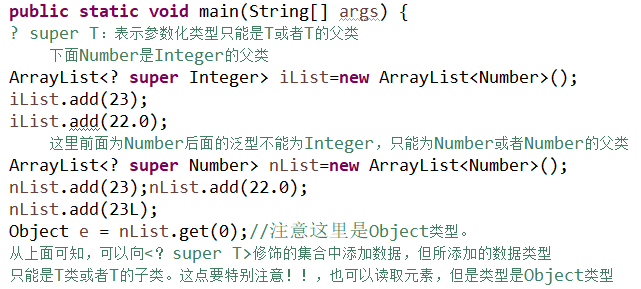 public static void main(String[] args) {
? super T：表示参数化类型只能是T或者T的父类
下面Number是Integer的父类
ArrayList<? super Integer> iList=new ArrayList<Number>();
iList.add(23);
iList.add(22.0);
这里前面为Number后面的泛型不能为Integer，只能为Number或者Number的父类
ArrayList<? super Number> nList=new ArrayList<Number>();
nList.add(23);nList.add(22.0);
nList.add(23L);
Object e = nList.get(0);//注意这里是Object类型。
从上面可知，可以向<? super T>修饰的集合中添加数据，但所添加的数据类型
只能是T类或者T的子类。这点要特别注意！！，也可以读取元素，但是类型是Object类型